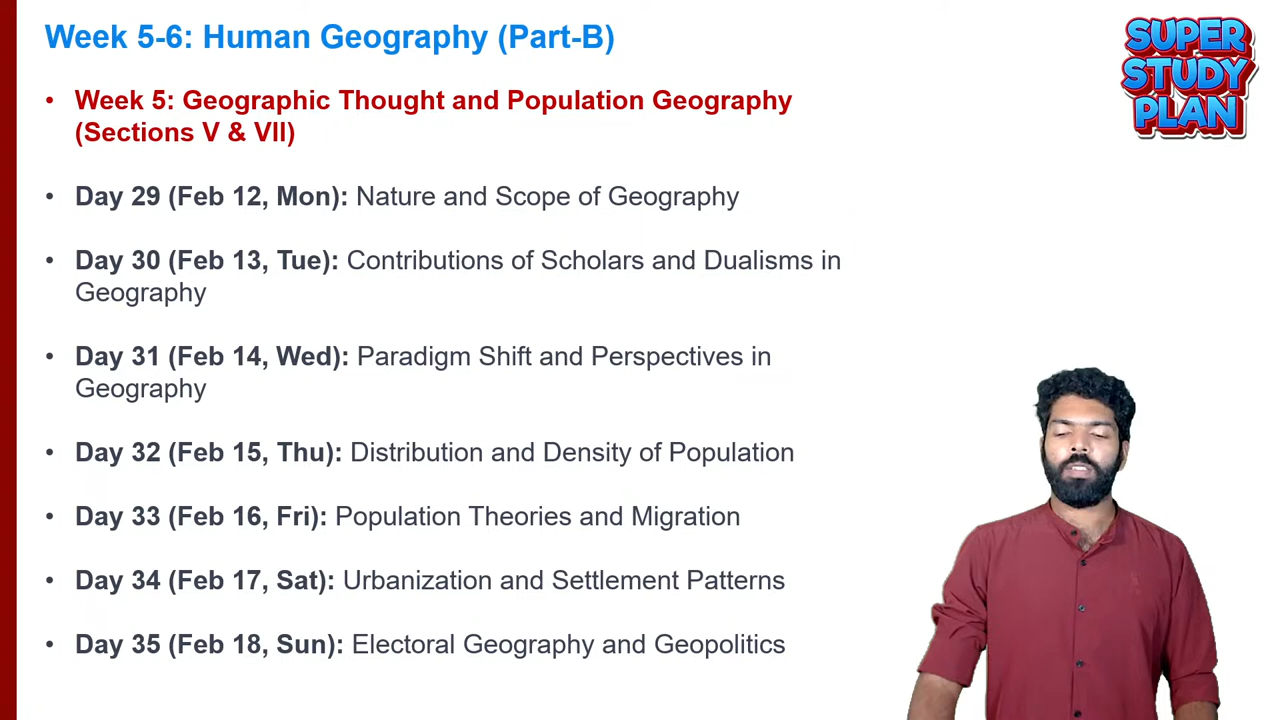 Week 5-6: Human Geography (Part-B)
SUPER
STUDY
PLAN
• Week 5: Geographic Thought and Population Geography
(Sections V & VII)
• Day 29 (Feb 12, Mon): Nature and Scope of Geography
• Day 30 (Feb 13, Tue): Contributions of Scholars and Dualisms in
Geography
• Day 31 (Feb 14, Wed): Paradigm Shift and Perspectives in
Geography
• Day 32 (Feb 15, Thu): Distribution and Density of Population
• Day 33 (Feb 16, Fri): Population Theories and Migration
• Day 34 (Feb 17, Sat): Urbanization and Settlement Patterns
• Day 35 (Feb 18, Sun): Electoral Geography and Geopolitics